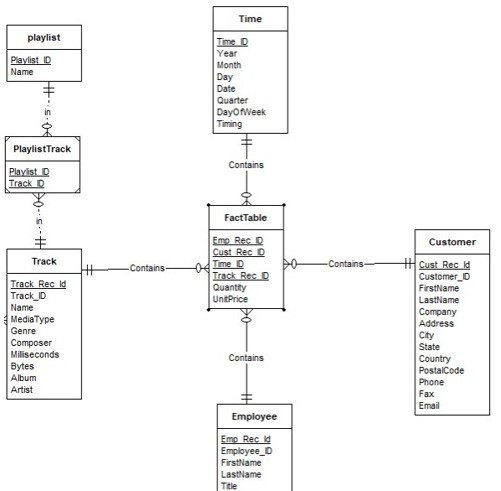 playlist
Playlist_ID
Name
in
PlaylistTrack
Playlist_ID
Track_ID
in
Track
Track_Rec_Id
Track_ID
Name
MediaType
Genre
Composer
Milliseconds
Bytes
Album
Artist
Time
Time_ID
Year
Month
Day
Date
Quarter
DayOfWeek
Timing
Contains
Contains
FactTable
Emp_Rec_ID
Cust_Rec_ID
Time_ID
Track_Rec_ID
Quantity
UnitPrice
Contains
Customer
Cust_Rec_Id
Customer_ID
FirstName
LastName
Company
Address
City
State
Country
PostalCode
Phone
Fax
Email
Contains
Employee
Emp_Rec_Id
Employee_ID
FirstName
LastName
Title